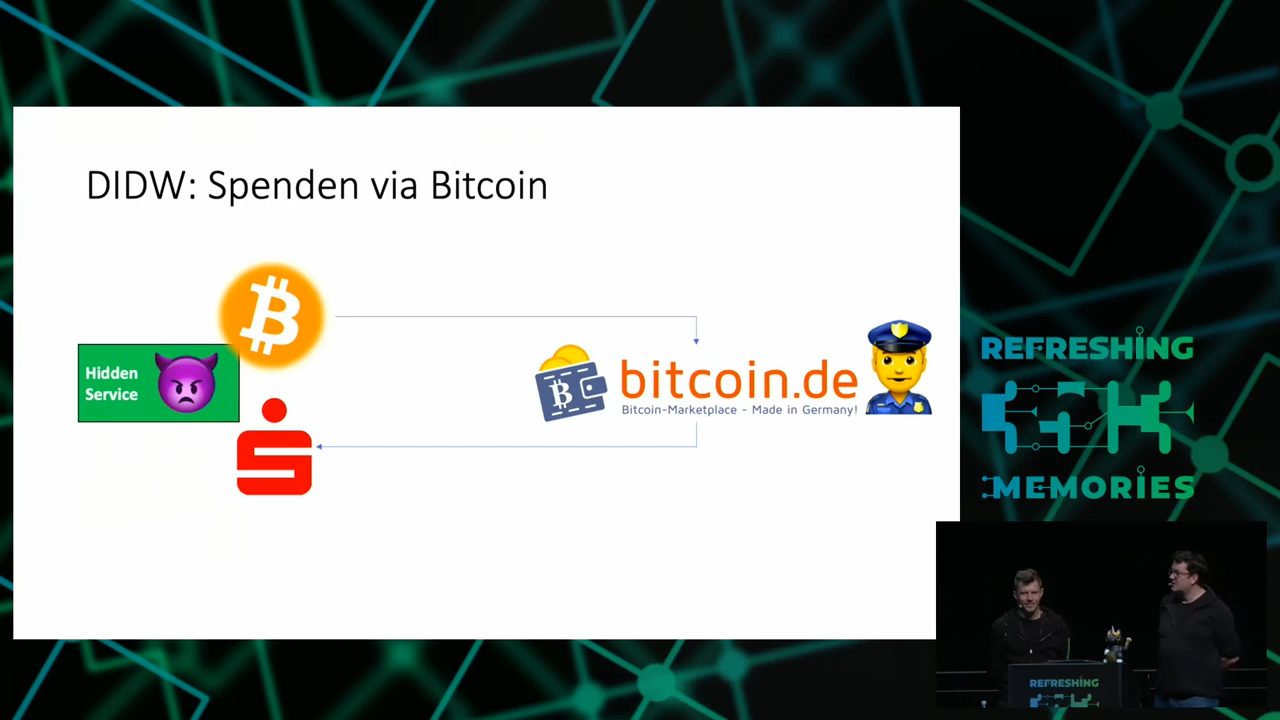 DIDW: Spenden via Bitcoin
Hidden
Service
bitcoin.de
Bitcoin-Marketplace - Made in Germany!
REFRESHING
MEMORIES
REFRESHING